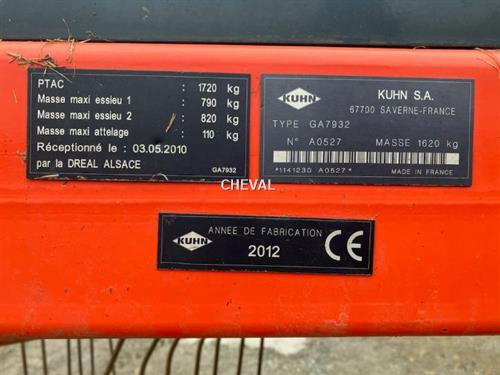 PTAC : 1720 kg
Masse maxi essieu 1 : 790 kg
Masse maxi essieu 2 : 820 kg
Masse maxi attelage : 110 kg
Réceptionné le : 03.05.2010
par la DREAL ALSACE GA7932
KUHN
KUHN S.A.
67700 SAVERNE-FRANCE
TYPE GA7932
N° A0527 MASSE 1620 kg
*1141230 A0527* MADE IN FRANCE
CHEVAL
KUHN
ANNÉE DE FABRICATION
2012
CE